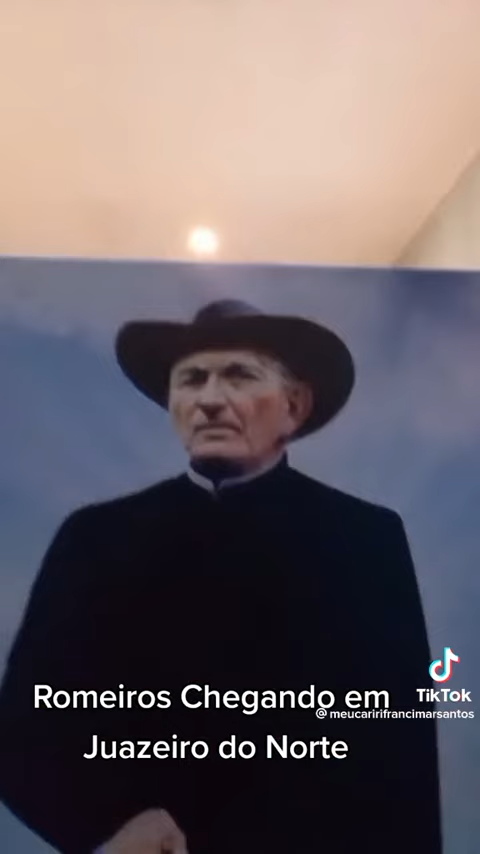 Romeiros Chegando em
Juazeiro do Norte
TikTok
@meucaririfrancimarsantos